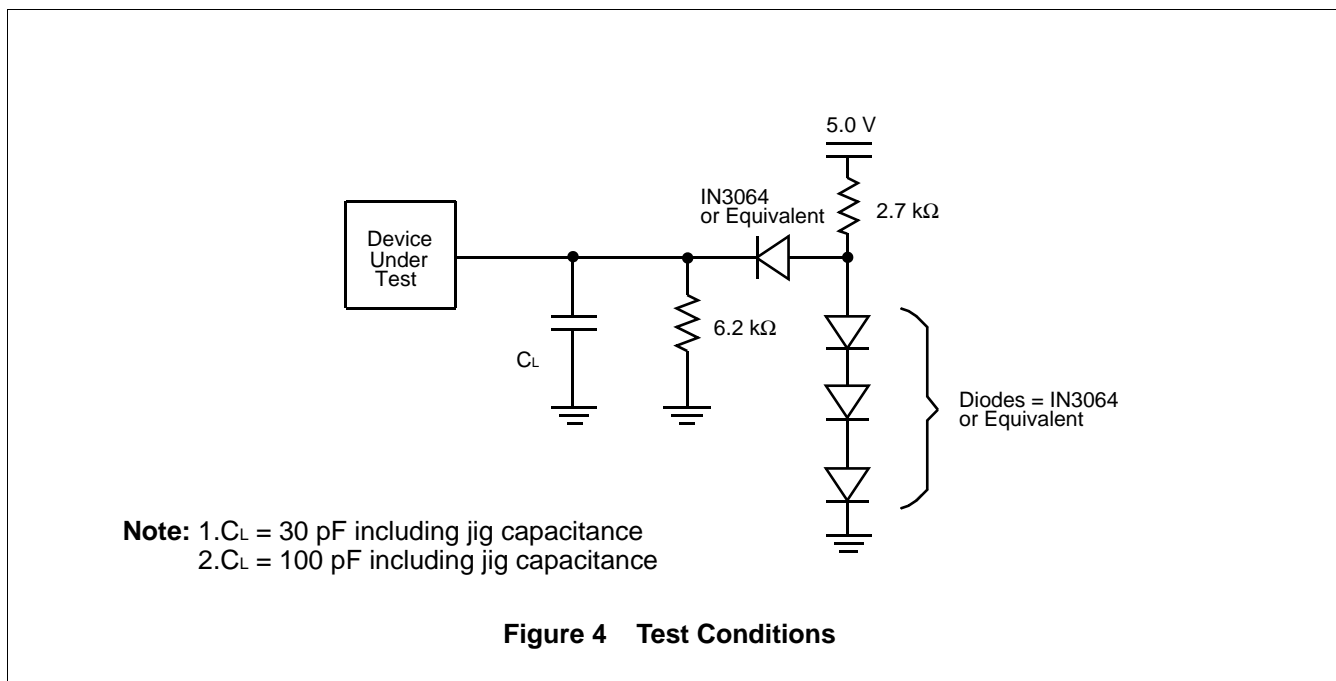 5.0 V
IN3064
or Equivalent
2.7 kΩ
Device
Under
Test
6.2 kΩ
CL
Diodes = IN3064
or Equivalent
Note: 1.CL = 30 pF including jig capacitance
2.CL = 100 pF including jig capacitance
Figure 4 Test Conditions